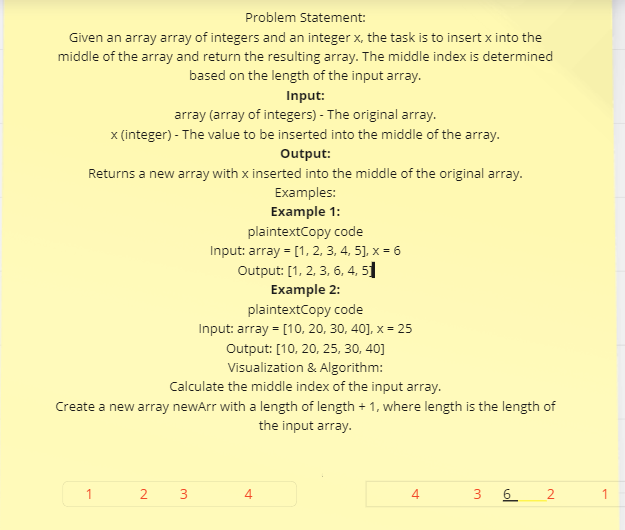 Problem Statement:
Given an array array of integers and an integer x, the task is to insert x into the
middle of the array and return the resulting array. The middle index is determined
based on the length of the input array.
Input:
array (array of integers) - The original array.
x (integer) - The value to be inserted into the middle of the array.
Output:
Returns a new array with x inserted into the middle of the original array.
Examples:
Example 1:
plaintextCopy code
Input: array = [1, 2, 3, 4, 5], x = 6
Output: [1, 2, 3, 6, 4, 5]
Example 2:
plaintextCopy code
Input: array = [10, 20, 30, 40], x = 25
Output: [10, 20, 25, 30, 40]
Visualization & Algorithm:
Calculate the middle index of the input array.
Create a new array newArr with a length of length + 1, where length is the length of
the input array.
1 2 3 4 4 3 6 2 1